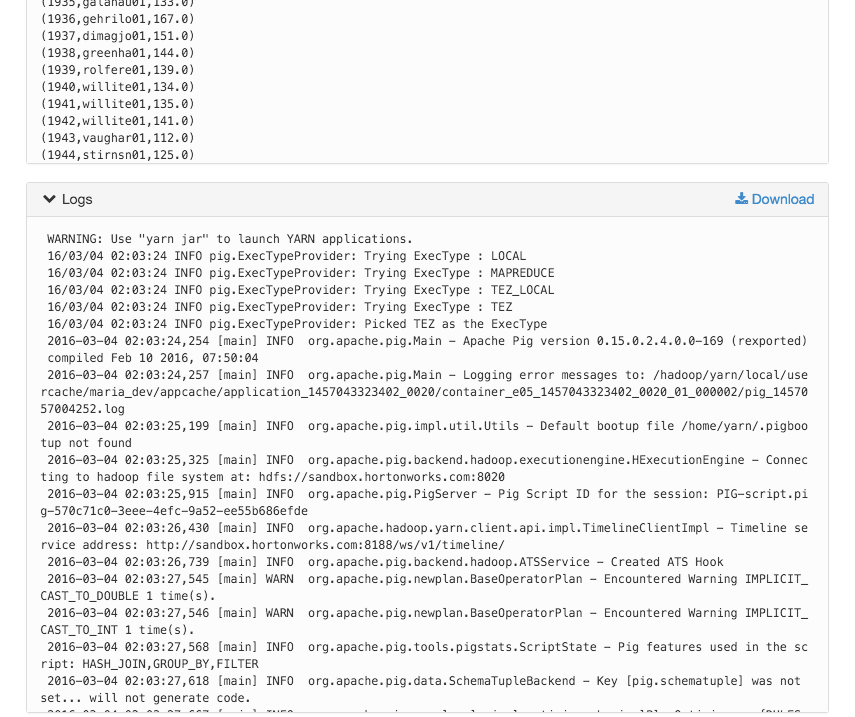 (1935,galanau01,133.0)
(1936,gehrilo01,167.0)
(1937,dimagjo01,151.0)
(1938,greenha01,144.0)
(1939,rolfere01,139.0)
(1940,willite01,134.0)
(1941,willite01,135.0)
(1942,willite01,141.0)
(1943,vaughar01,112.0)
(1944,stirnsn01,125.0)
Logs Download
WARNING: Use "yarn jar" to launch YARN applications.
16/03/04 02:03:24 INFO pig.ExecTypeProvider: Trying ExecType : LOCAL
16/03/04 02:03:24 INFO pig.ExecTypeProvider: Trying ExecType : MAPREDUCE
16/03/04 02:03:24 INFO pig.ExecTypeProvider: Trying ExecType : TEZ_LOCAL
16/03/04 02:03:24 INFO pig.ExecTypeProvider: Trying ExecType : TEZ
16/03/04 02:03:24 INFO pig.ExecTypeProvider: Picked TEZ as the ExecType
2016-03-04 02:03:24,254 [main] INFO  org.apache.pig.Main - Apache Pig version 0.15.0.2.4.0.0-169 (rexported)
compiled Feb 10 2016, 07:50:04
2016-03-04 02:03:24,257 [main] INFO  org.apache.pig.Main - Logging error messages to: /hadoop/yarn/local/use
rcache/maria_dev/appcache/application_1457043323402_0020/container_e05_1457043323402_0020_01_000002/pig_14570
57004252.log
2016-03-04 02:03:25,199 [main] INFO  org.apache.pig.impl.util.Utils - Default bootup file /home/yarn/.pigboo
tup not found
2016-03-04 02:03:25,325 [main] INFO  org.apache.pig.backend.hadoop.executionengine.HExecutionEngine - Connec
ting to hadoop file system at: hdfs://sandbox.hortonworks.com:8020
2016-03-04 02:03:25,915 [main] INFO  org.apache.pig.PigServer - Pig Script ID for the session: PIG-script.pi
g-570c71c0-3eee-4efc-9a52-ee55b686efde
2016-03-04 02:03:26,430 [main] INFO  org.apache.hadoop.yarn.client.api.impl.TimelineClientImpl - Timeline se
rvice address: http://sandbox.hortonworks.com:8188/ws/v1/timeline/
2016-03-04 02:03:26,739 [main] INFO  org.apache.pig.backend.hadoop.ATSService - Created ATS Hook
2016-03-04 02:03:27,545 [main] WARN  org.apache.pig.newplan.BaseOperatorPlan - Encountered Warning IMPLICIT_
CAST_TO_DOUBLE 1 time(s).
2016-03-04 02:03:27,546 [main] WARN  org.apache.pig.newplan.BaseOperatorPlan - Encountered Warning IMPLICIT_
CAST_TO_INT 1 time(s).
2016-03-04 02:03:27,568 [main] INFO  org.apache.pig.tools.pigstats.ScriptState - Pig features used in the sc
ript: HASH_JOIN,GROUP_BY,FILTER
2016-03-04 02:03:27,618 [main] INFO  org.apache.pig.data.SchemaTupleBackend - Key [pig.schematuple] was not
set... will not generate code.